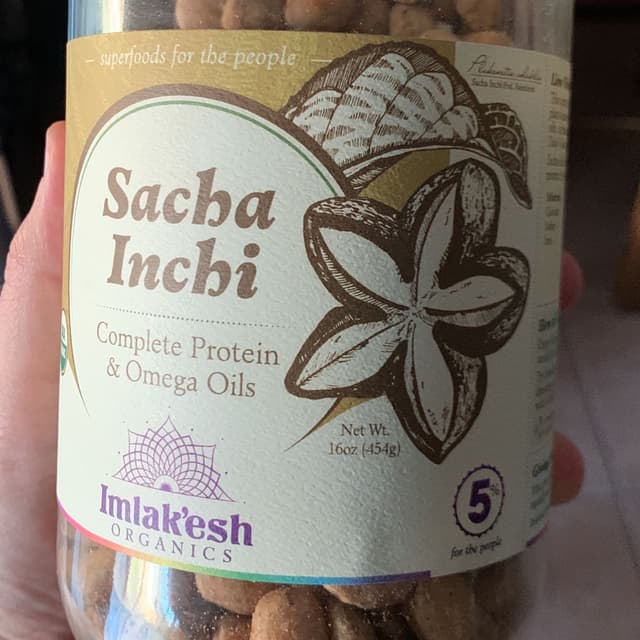 superfoods for the people
Sacha
Inchi
Complete Protein
& Omega Oils
Net Wt.
16oz (454g)
Imlak'esh
ORGANICS
5%
for the people